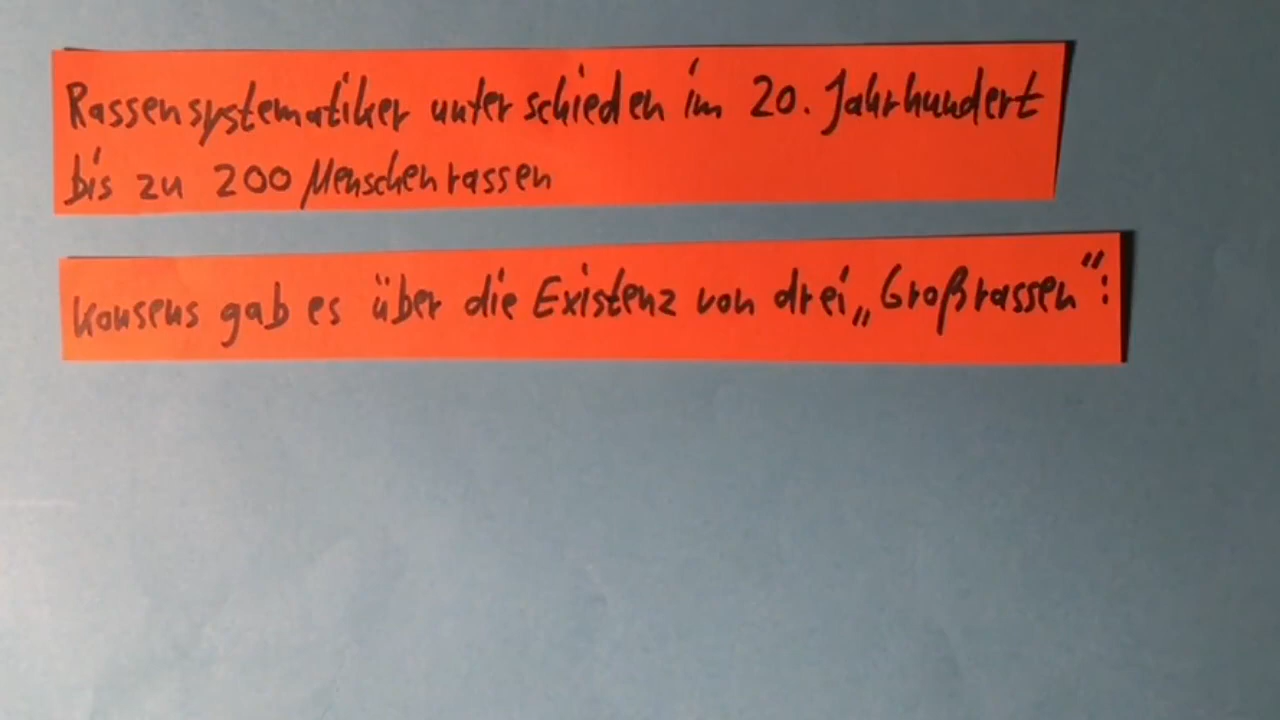 Rassensystematiker unterschieden im 20. Jahrhundert
bis zu 200 Menschenrassen
Konsens gab es über die Existenz von drei „Großrassen“: